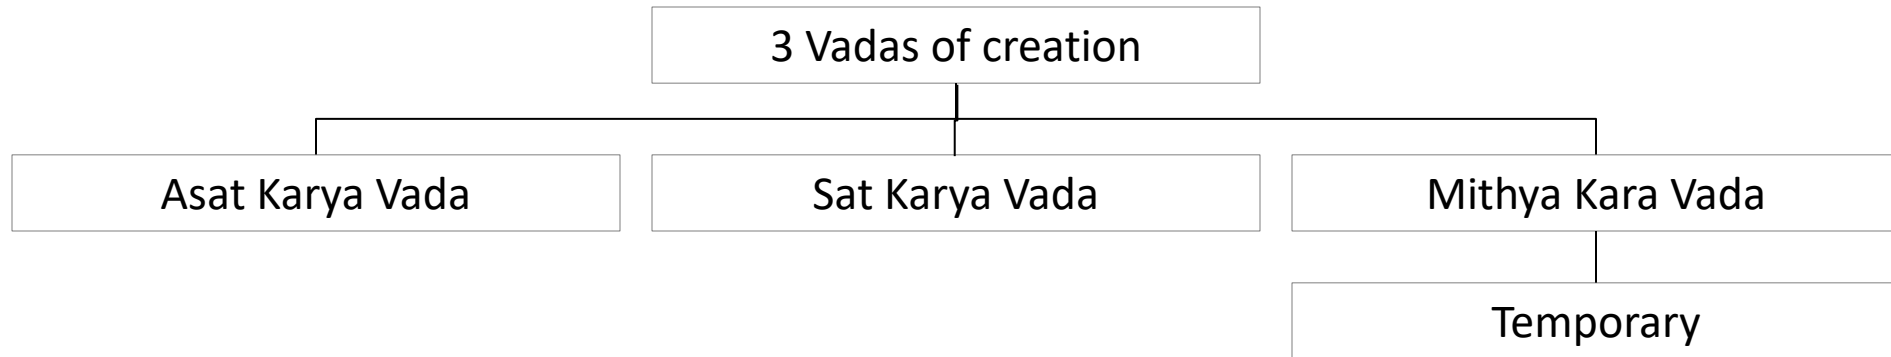 3 Vadas of creation
Asat Karya Vada
Sat Karya Vada
Mithya Kara Vada
Temporary